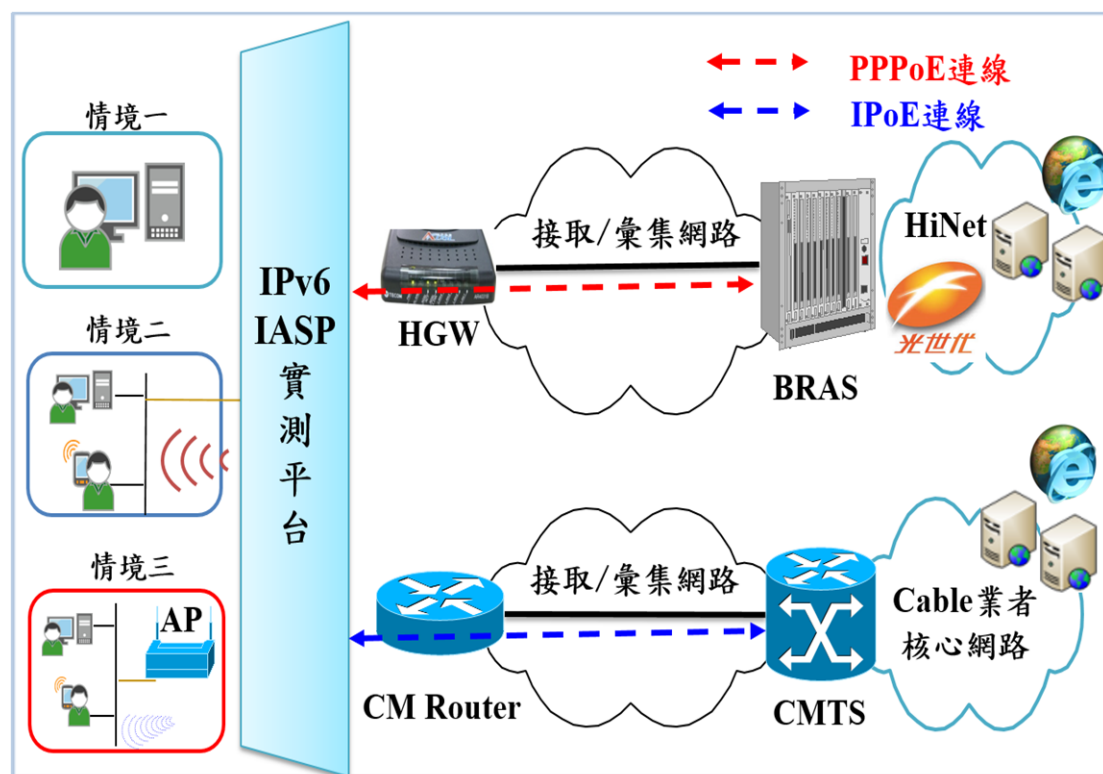 PPPoE連線
IPoE連線
情境一
情境二
情境三
AP
IPv6
IASP
實
測
平
台
接取/彙集網路
HGW
BRAS
HiNet
光世代
接取/彙集網路
CM Router
CMTS
Cable業者
核心網路